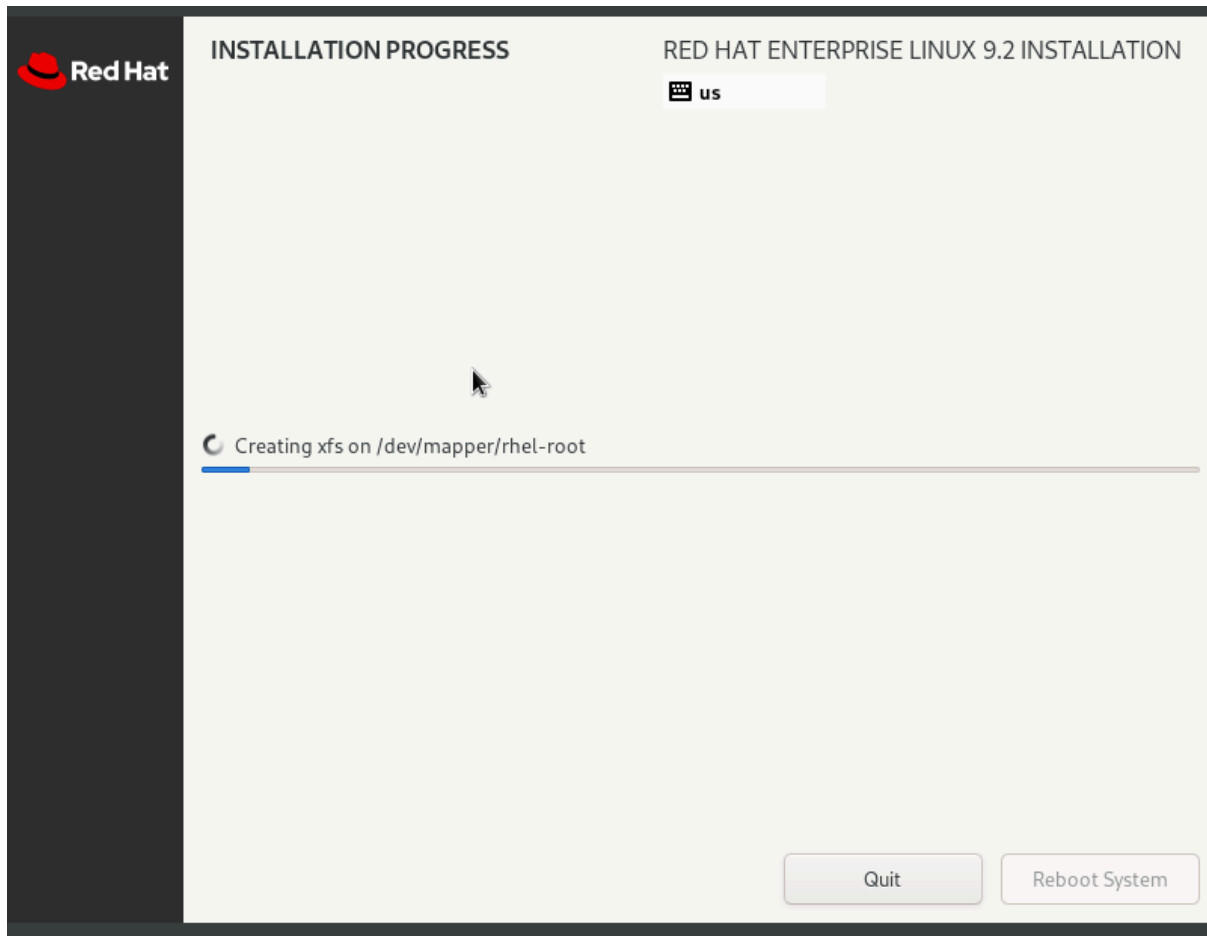 Red Hat
INSTALLATION PROGRESS
RED HAT ENTERPRISE LINUX 9.2 INSTALLATION
us
Creating xfs on /dev/mapper/rhel-root
Quit
Reboot System